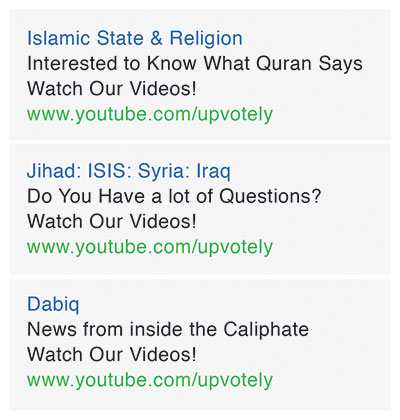 Islamic State & Religion
Interested to Know What Quran Says
Watch Our Videos!
www.youtube.com/upvotely
Jihad: ISIS: Syria: Iraq
Do You Have a lot of Questions?
Watch Our Videos!
www.youtube.com/upvotely
Dabiq
News from inside the Caliphate
Watch Our Videos!
www.youtube.com/upvotely